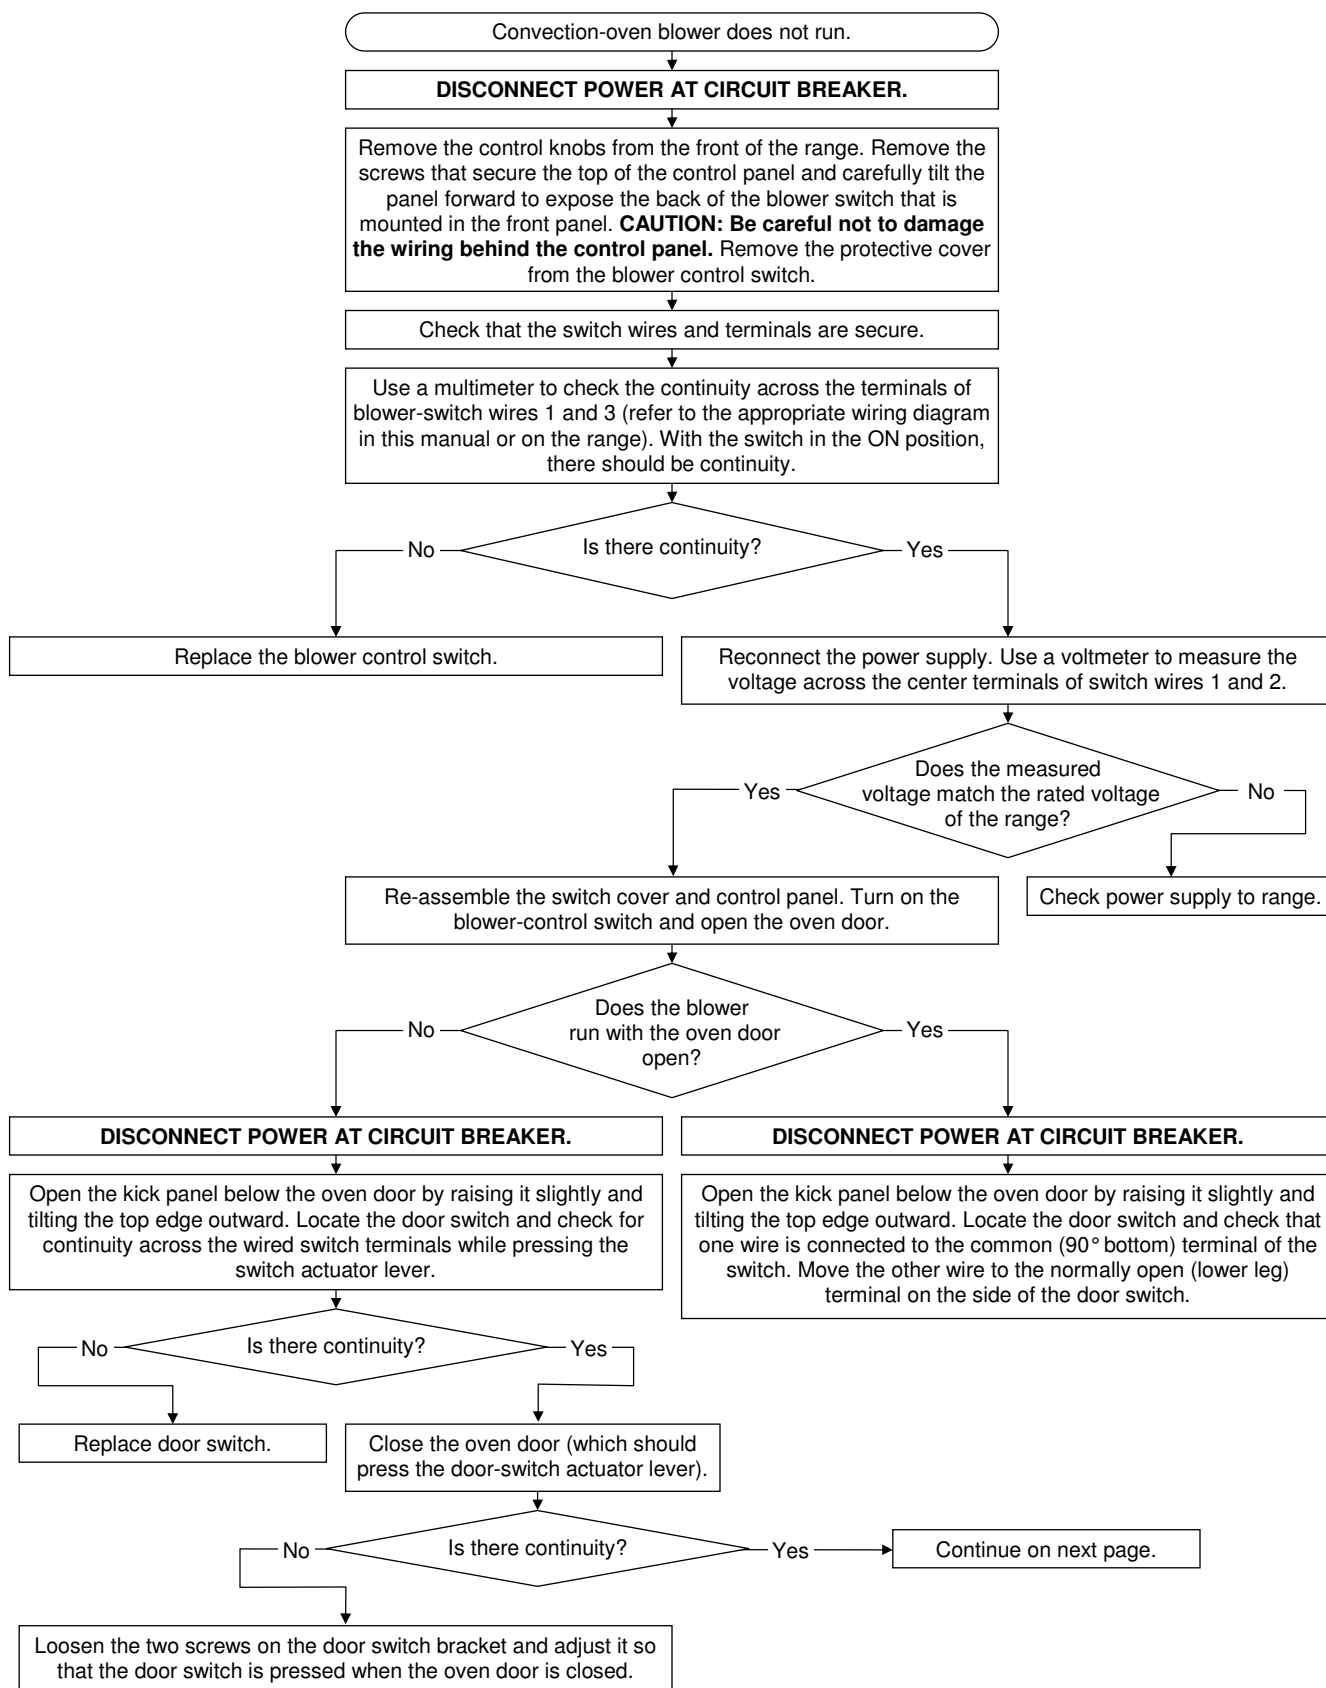 Convection-oven blower does not run.
DISCONNECT POWER AT CIRCUIT BREAKER.
Remove the control knobs from the front of the range. Remove the
screws that secure the top of the control panel and carefully tilt the
panel forward to expose the back of the blower switch that is
mounted in the front panel. CAUTION: Be careful not to damage
the wiring behind the control panel. Remove the protective cover
from the blower control switch.
Check that the switch wires and terminals are secure.
Use a multimeter to check the continuity across the terminals of
blower-switch wires 1 and 3 (refer to the appropriate wiring diagram
in this manual or on the range). With the switch in the ON position,
there should be continuity.
Is there continuity?
No
Yes
Replace the blower control switch.
Reconnect the power supply. Use a voltmeter to measure the
voltage across the center terminals of switch wires 1 and 2.
Does the measured
voltage match the rated voltage
of the range?
Yes
No
Re-assemble the switch cover and control panel. Turn on the
blower-control switch and open the oven door.
Check power supply to range.
Does the blower
run with the oven door
open?
No
Yes
DISCONNECT POWER AT CIRCUIT BREAKER.
DISCONNECT POWER AT CIRCUIT BREAKER.
Open the kick panel below the oven door by raising it slightly and
tilting the top edge outward. Locate the door switch and check for
continuity across the wired switch terminals while pressing the
switch actuator lever.
Open the kick panel below the oven door by raising it slightly and
tilting the top edge outward. Locate the door switch and check that
one wire is connected to the common (90° bottom) terminal of the
switch. Move the other wire to the normally open (lower leg)
terminal on the side of the door switch.
Is there continuity?
No
Yes
Replace door switch.
Close the oven door (which should
press the door-switch actuator lever).
Is there continuity?
No
Yes
Continue on next page.
Loosen the two screws on the door switch bracket and adjust it so
that the door switch is pressed when the oven door is closed.